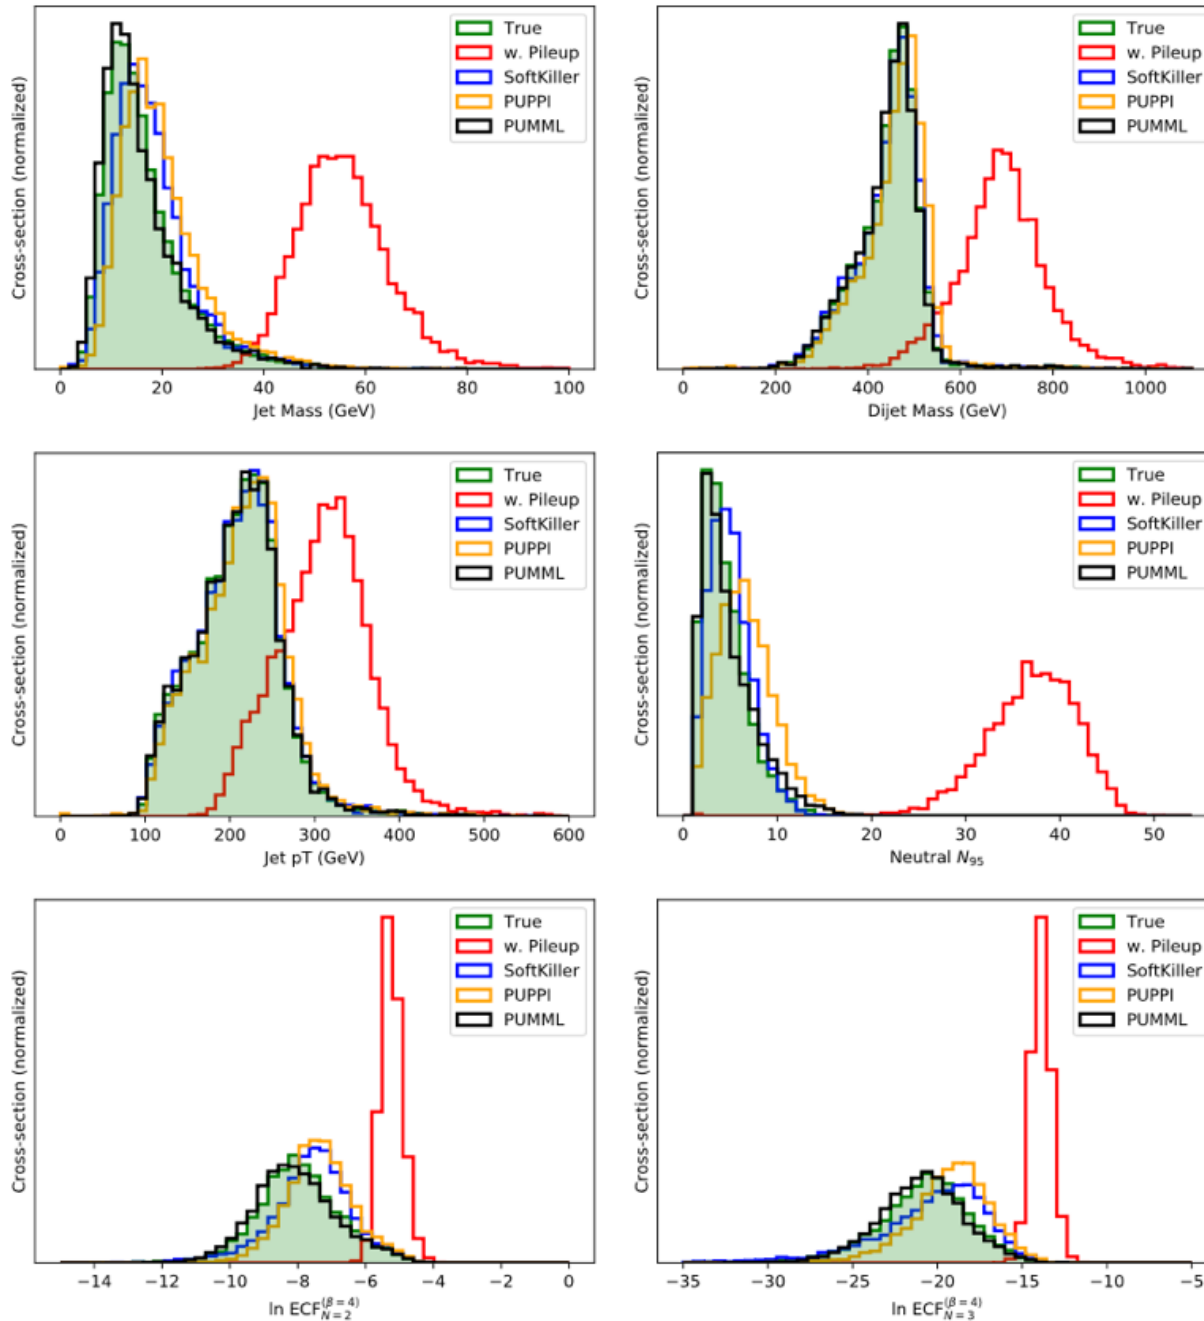 Cross-section (normalized)
True
w. Pileup
SoftKiller
PUPPI
PUMML
0 20 40 60 80 100
Jet Mass (GeV)
Cross-section (normalized)
True
w. Pileup
SoftKiller
PUPPI
PUMML
0 200 400 600 800 1000
Dijet Mass (GeV)
Cross-section (normalized)
True
w. Pileup
SoftKiller
PUPPI
PUMML
0 100 200 300 400 500 600
Jet pT (GeV)
Cross-section (normalized)
True
w. Pileup
SoftKiller
PUPPI
PUMML
0 10 20 30 40 50
Neutral N₉₅
Cross-section (normalized)
True
w. Pileup
SoftKiller
PUPPI
PUMML
−14 −12 −10 −8 −6 −4 −2 0
ln ECF_{N=2}^{(β=4)}
Cross-section (normalized)
True
w. Pileup
SoftKiller
PUPPI
PUMML
−35 −30 −25 −20 −15 −10 −5
ln ECF_{N=3}^{(β=4)}